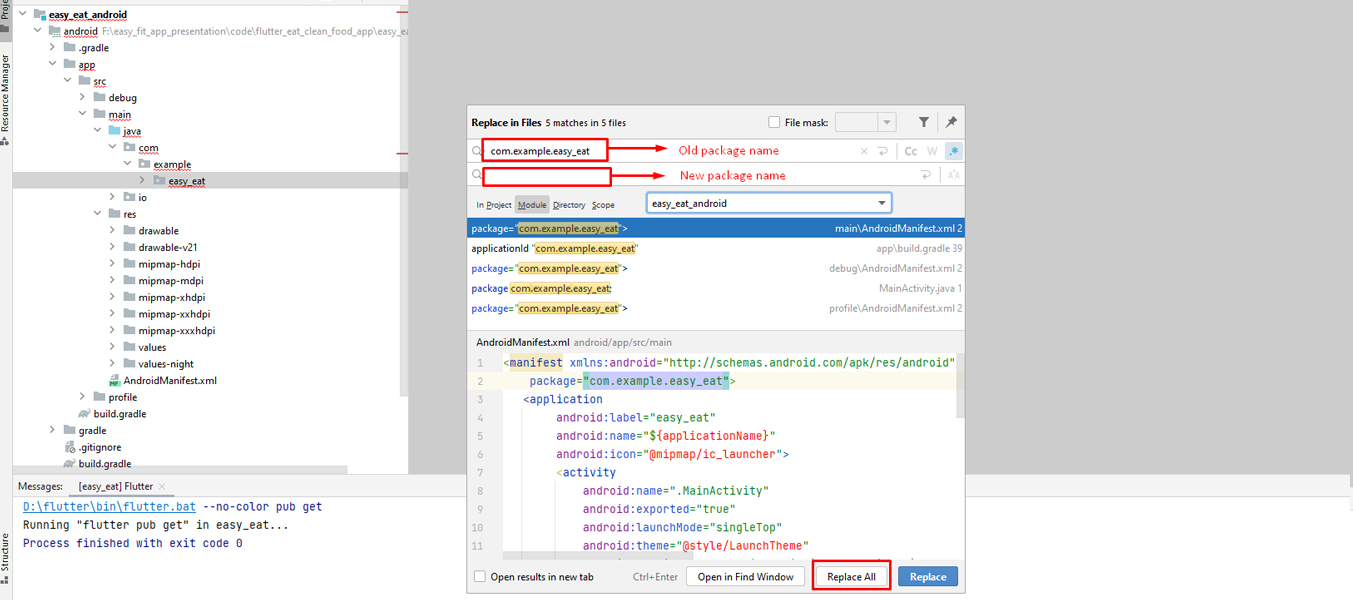 Project
Resource Manager
Structure
easy_eat_android
android F:\easy_fit_app_presentation\code\flutter_eat_clean_food_app\easy_ea
.gradle
app
src
debug
main
java
com
example
easy_eat
io
res
drawable
drawable-v21
mipmap-hdpi
mipmap-mdpi
mipmap-xhdpi
mipmap-xxhdpi
mipmap-xxxhdpi
values
values-night
AndroidManifest.xml
profile
build.gradle
gradle
.gitignore
build.gradle
Messages: [easy_eat] Flutter
D:\flutter\bin\flutter.bat --no-color pub get
Running "flutter pub get" in easy_eat...
Process finished with exit code 0
Replace in Files 5 matches in 5 files File mask:
com.example.easy_eat Old package name Cc W .*
New package name
In Project Module Directory Scope easy_eat_android
package="com.example.easy_eat"> main\AndroidManifest.xml 2
applicationId "com.example.easy_eat" app\build.gradle 39
package="com.example.easy_eat"> debug\AndroidManifest.xml 2
package com.example.easy_eat; MainActivity.java 1
package="com.example.easy_eat"> profile\AndroidManifest.xml 2
AndroidManifest.xml android/app/src/main
1 <manifest xmlns:android="http://schemas.android.com/apk/res/android"
2 package="com.example.easy_eat">
3 <application
4 android:label="easy_eat"
5 android:name="${applicationName}"
6 android:icon="@mipmap/ic_launcher">
7 <activity
8 android:name=".MainActivity"
9 android:exported="true"
10 android:launchMode="singleTop"
11 android:theme="@style/LaunchTheme"
Open results in new tab Ctrl+Enter Open in Find Window Replace All Replace